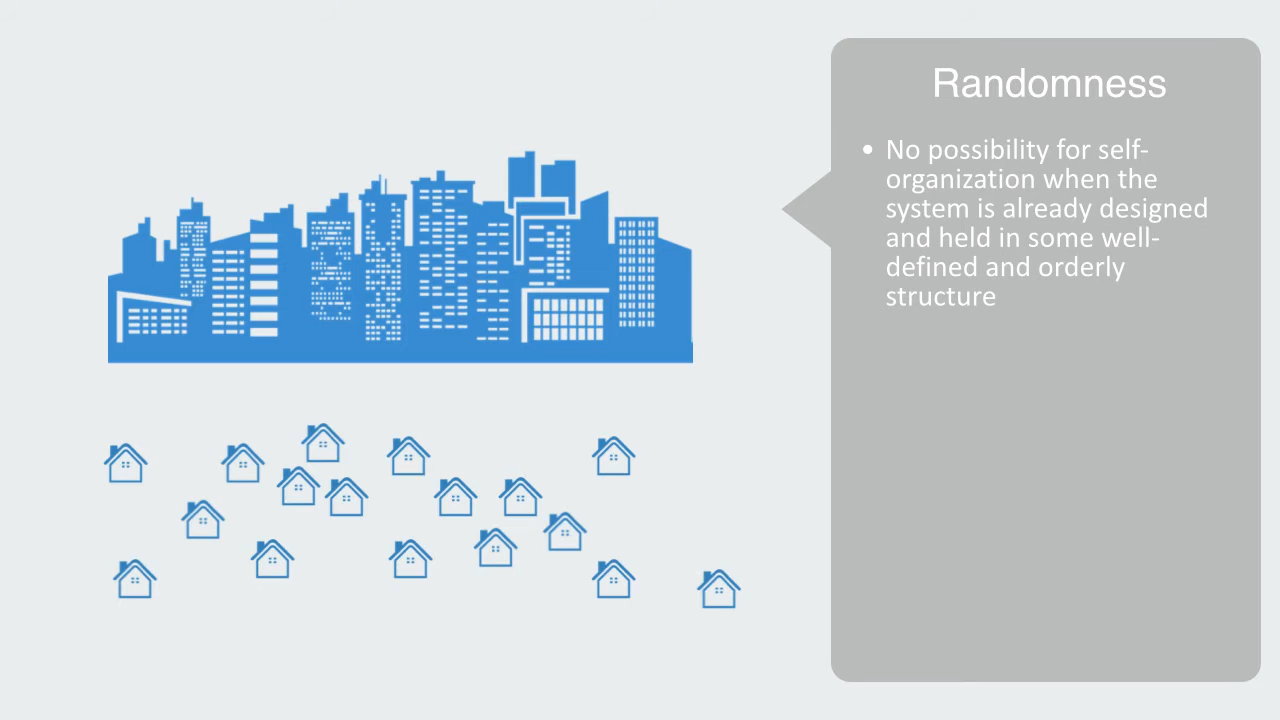 Randomness
• No possibility for self-
organization when the
system is already designed
and held in some well-
defined and orderly
structure